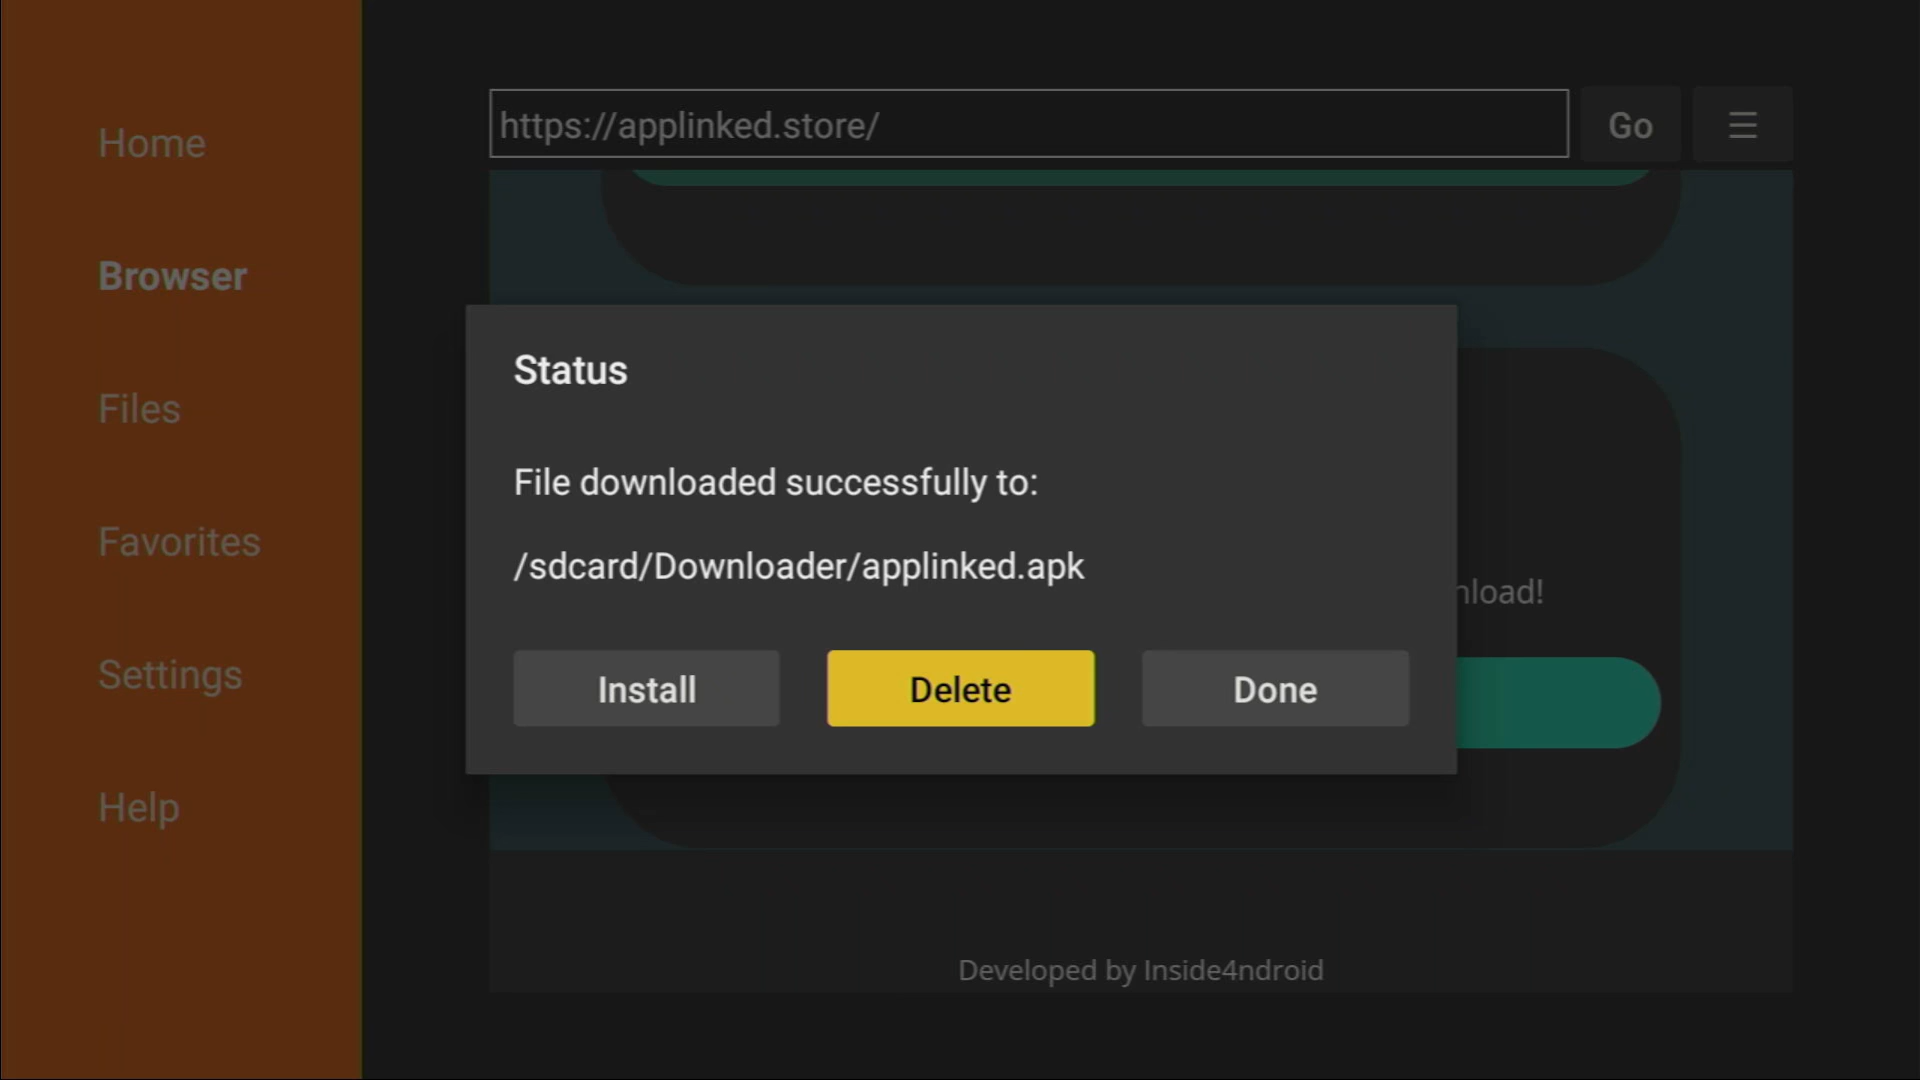 Home
Browser
Files
Favorites
Settings
Help
https://applinked.store/
Go
☰
Status
File downloaded successfully to:
/sdcard/Downloader/applinked.apk
Install
Delete
Done
nload!
Developed by Inside4ndroid